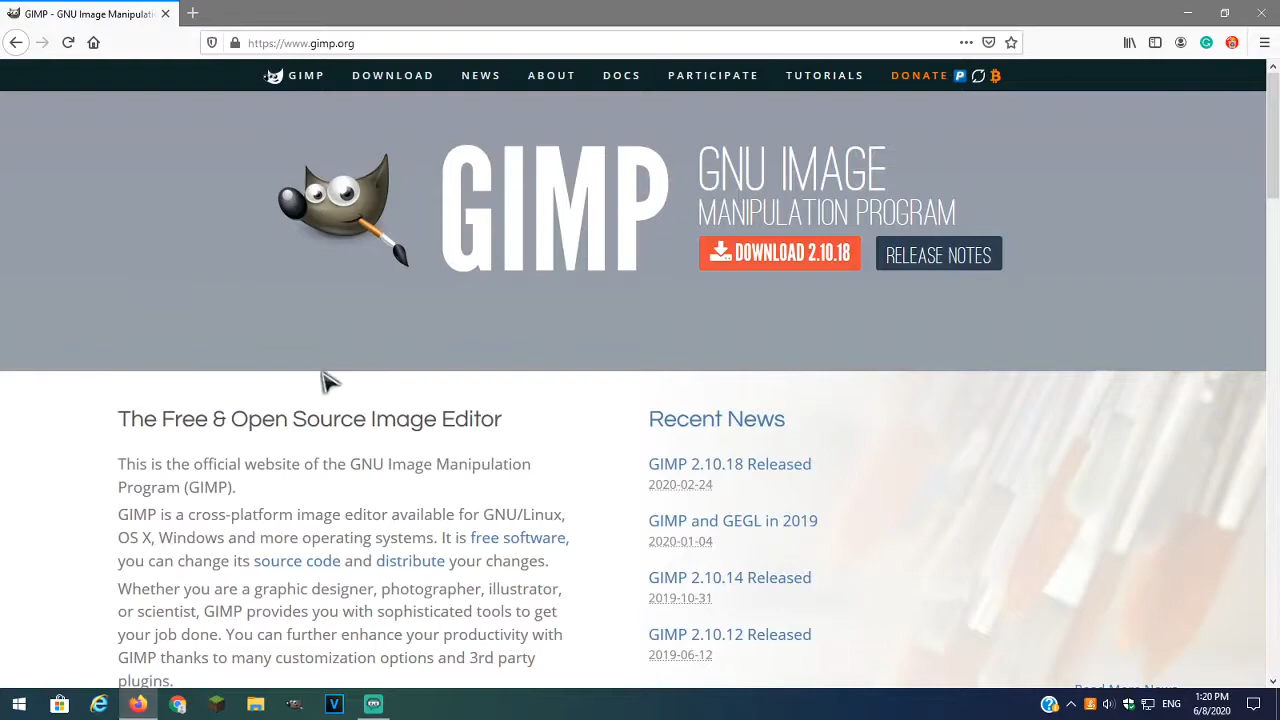 GIMP - GNU Image Manipulati
https://www.gimp.org
GIMP DOWNLOAD NEWS ABOUT DOCS PARTICIPATE TUTORIALS DONATE
GIMP
GNU IMAGE
MANIPULATION PROGRAM
DOWNLOAD 2.10.18 RELEASE NOTES
The Free & Open Source Image Editor
This is the official website of the GNU Image Manipulation
Program (GIMP).
GIMP is a cross-platform image editor available for GNU/Linux,
OS X, Windows and more operating systems. It is free software,
you can change its source code and distribute your changes.
Whether you are a graphic designer, photographer, illustrator,
or scientist, GIMP provides you with sophisticated tools to get
your job done. You can further enhance your productivity with
GIMP thanks to many customization options and 3rd party
plugins.
Recent News
GIMP 2.10.18 Released
2020-02-24
GIMP and GEGL in 2019
2020-01-04
GIMP 2.10.14 Released
2019-10-31
GIMP 2.10.12 Released
2019-06-12
Read More News
1:20 PM
ENG
6/8/2020